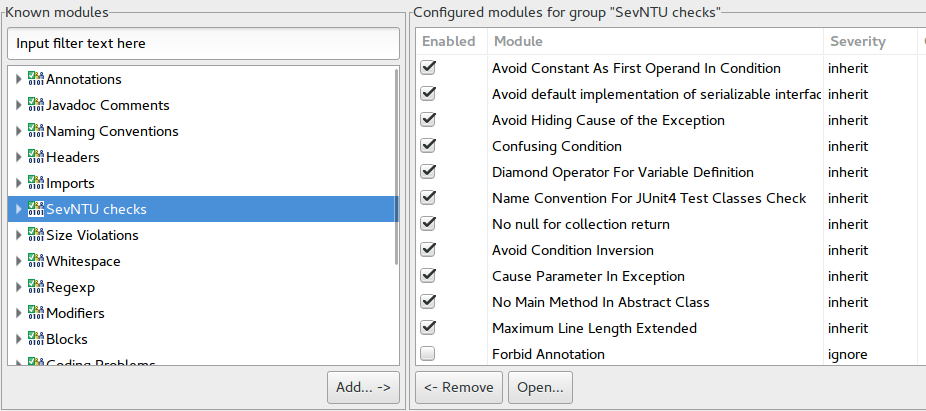 Known modules
Input filter text here
Annotations
Javadoc Comments
Naming Conventions
Headers
Imports
SevNTU checks
Size Violations
Whitespace
Regexp
Modifiers
Blocks
Coding Problems
Add... ->
Configured modules for group "SevNTU checks"
Enabled Module Severity
Avoid Constant As First Operand In Condition inherit
Avoid default implementation of serializable interfac inherit
Avoid Hiding Cause of the Exception inherit
Confusing Condition inherit
Diamond Operator For Variable Definition inherit
Name Convention For JUnit4 Test Classes Check inherit
No null for collection return inherit
Avoid Condition Inversion inherit
Cause Parameter In Exception inherit
No Main Method In Abstract Class inherit
Maximum Line Length Extended inherit
Forbid Annotation ignore
<- Remove Open...